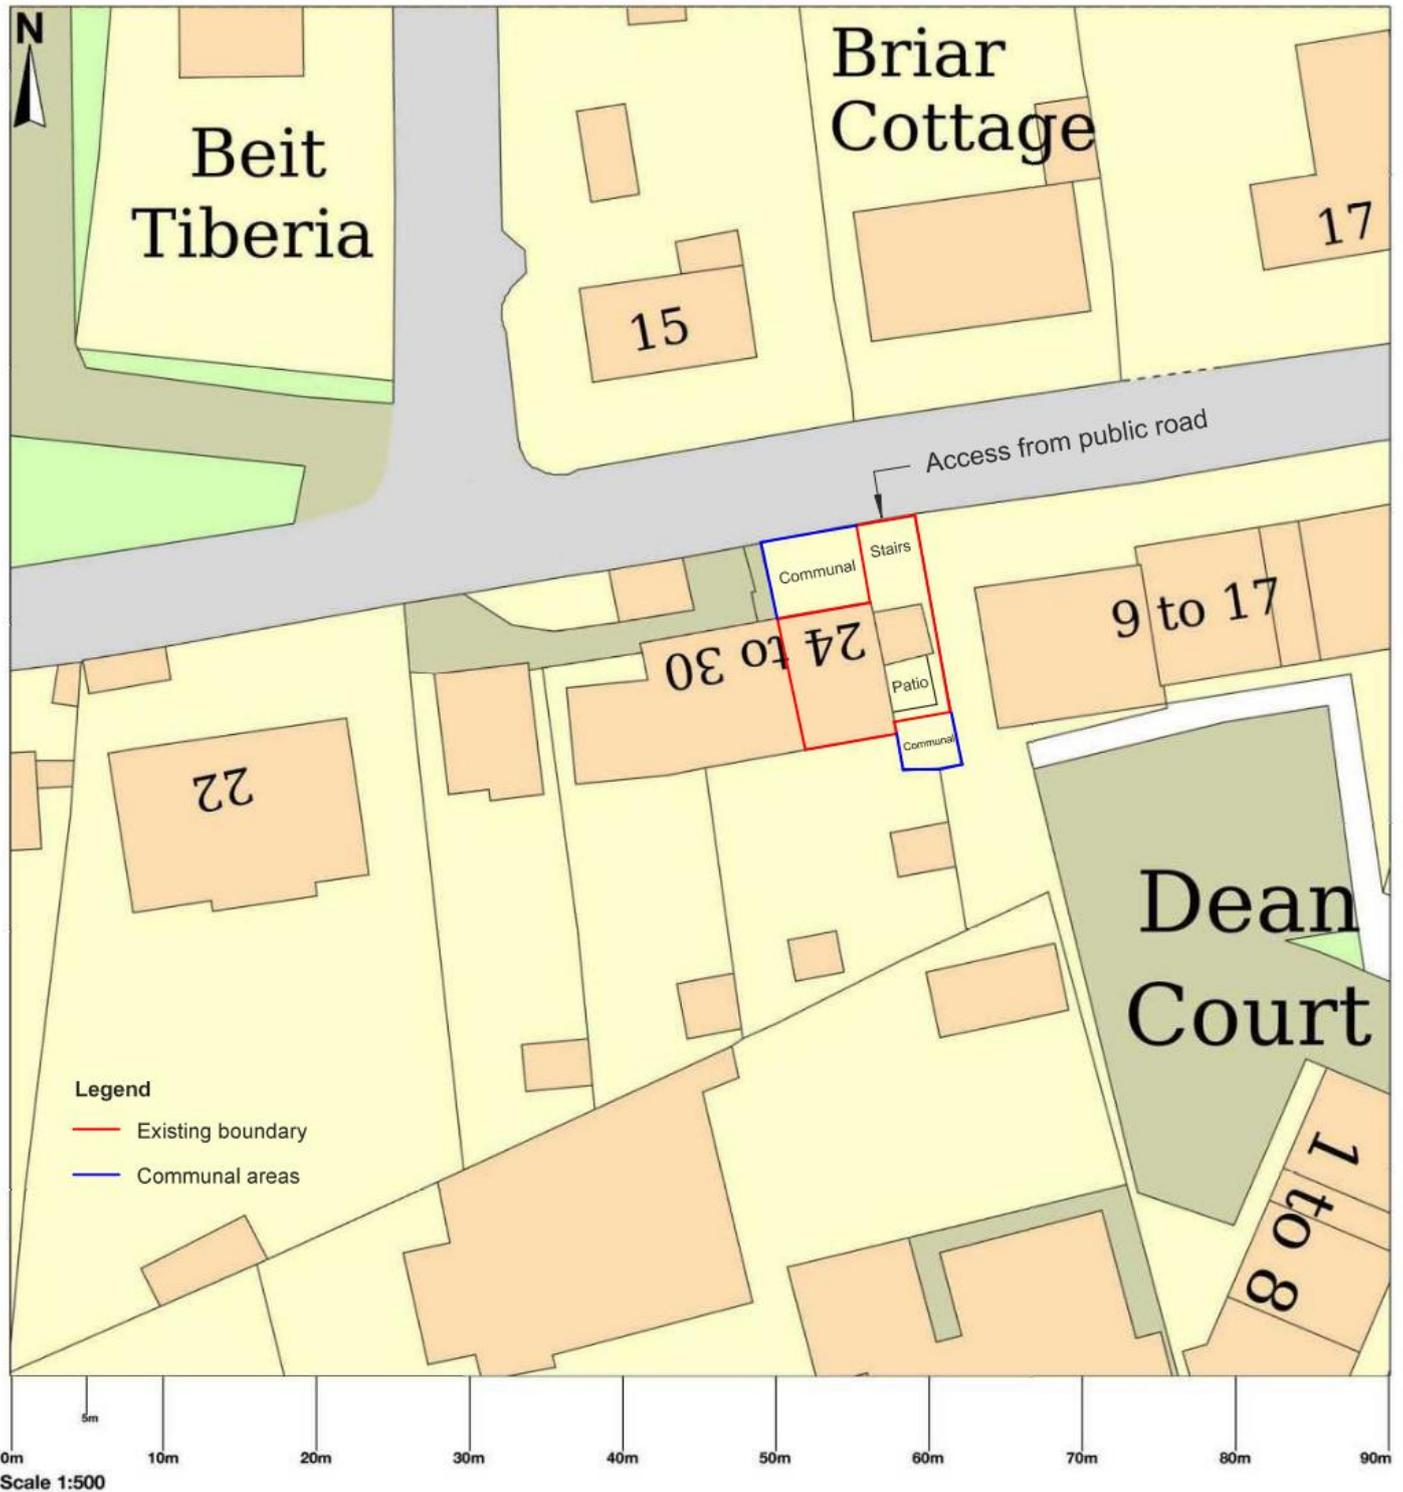 N
Briar
Cottage
Beit
Tiberia
17
15
Access from public road
Stairs
Communal
9 to 17
24 to 30
Patio
Communal
22
Dean
Court
Legend
Existing boundary
Communal areas
1 to 8
5m
0m 10m 20m 30m 40m 50m 60m 70m 80m 90m
Scale 1:500